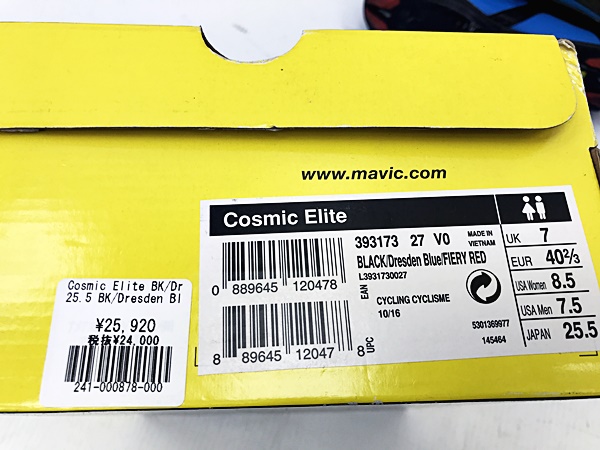 www.mavic.com
Cosmic Elite
393173 27 V0
MADE IN
VIETNAM
BLACK/Dresden Blue/FIERY RED
L3931730027
0 889645 120478
EAN
CYCLING CYCLISME
10/16
5301369977
145464
8 89645 12047 8
UPC
UK 7
EUR 40⅔
USA Women 8.5
USA Men 7.5
JAPAN 25.5
Cosmic Elite BK/Dr
25.5 BK/Dresden Bl
¥25,920
税抜¥24,000
241-000878-000